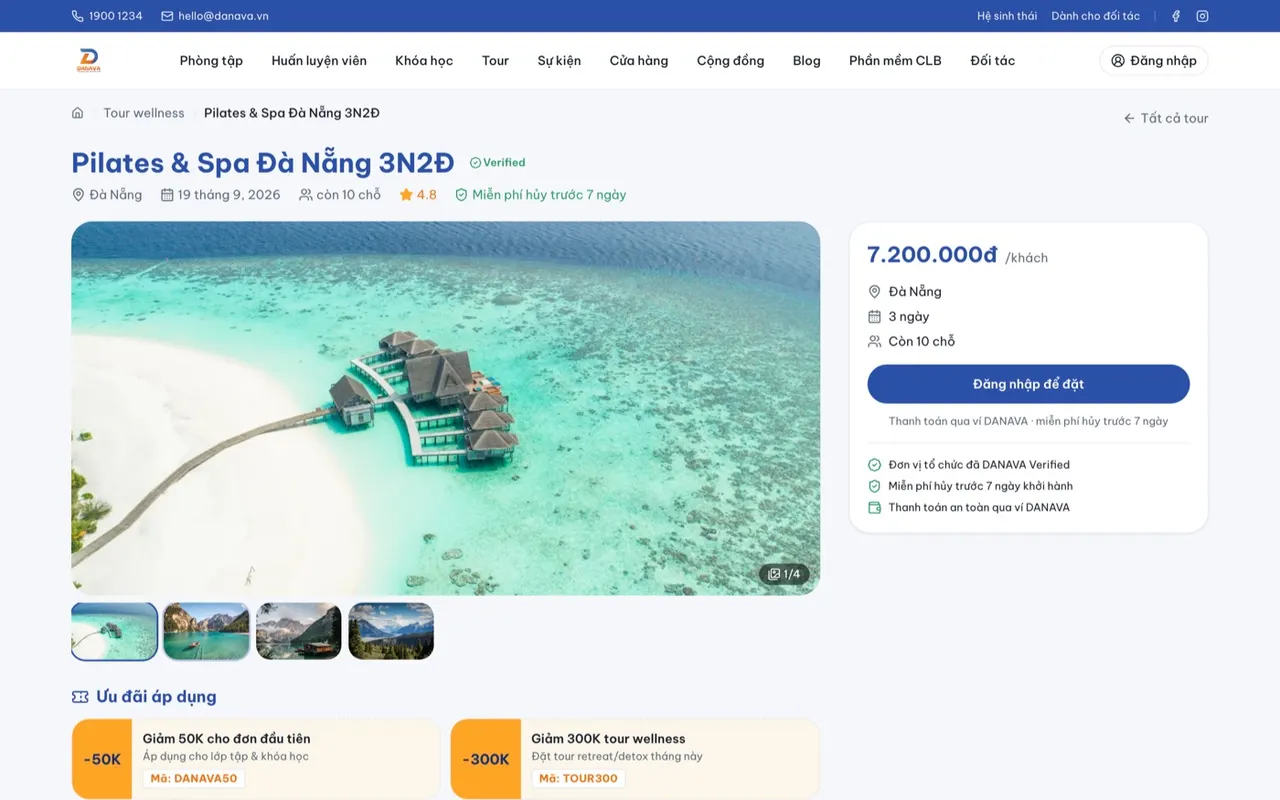 1900 1234 hello@danava.vn Hệ sinh thái Dành cho đối tác
DANAVA Phòng tập Huấn luyện viên Khóa học Tour Sự kiện Cửa hàng Cộng đồng Blog Phần mềm CLB Đối tác Đăng nhập
Tour wellness Pilates & Spa Đà Nẵng 3N2Đ Tất cả tour
Pilates & Spa Đà Nẵng 3N2Đ Verified
Đà Nẵng 19 tháng 9, 2026 còn 10 chỗ 4.8 Miễn phí hủy trước 7 ngày
1/4
7.200.000đ /khách
Đà Nẵng
3 ngày
Còn 10 chỗ
Đăng nhập để đặt
Thanh toán qua ví DANAVA · miễn phí hủy trước 7 ngày
Đơn vị tổ chức đã DANAVA Verified
Miễn phí hủy trước 7 ngày khởi hành
Thanh toán an toàn qua ví DANAVA
Ưu đãi áp dụng
-50K
Giảm 50K cho đơn đầu tiên
Áp dụng cho lớp tập & khóa học
Mã: DANAVA50
-300K
Giảm 300K tour wellness
Đặt tour retreat/detox tháng này
Mã: TOUR300